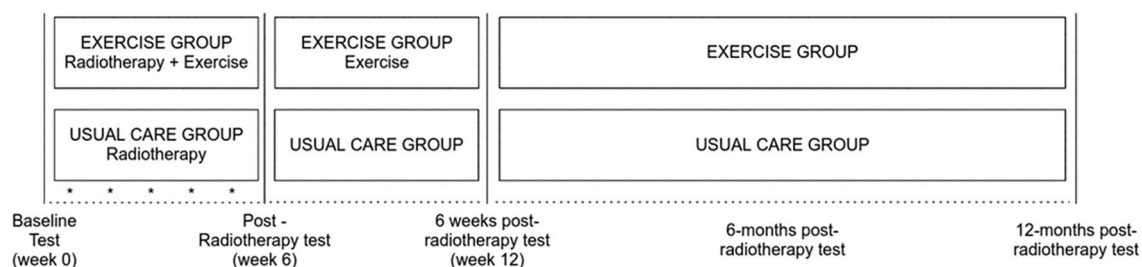 EXERCISE GROUP
Radiotherapy + Exercise
EXERCISE GROUP
Exercise
EXERCISE GROUP
USUAL CARE GROUP
Radiotherapy
USUAL CARE GROUP
USUAL CARE GROUP
* * * * *
Baseline
Test
(week 0)
Post -
Radiotherapy test
(week 6)
6 weeks post-
radiotherapy test
(week 12)
6-months post-
radiotherapy test
12-months post-
radiotherapy test